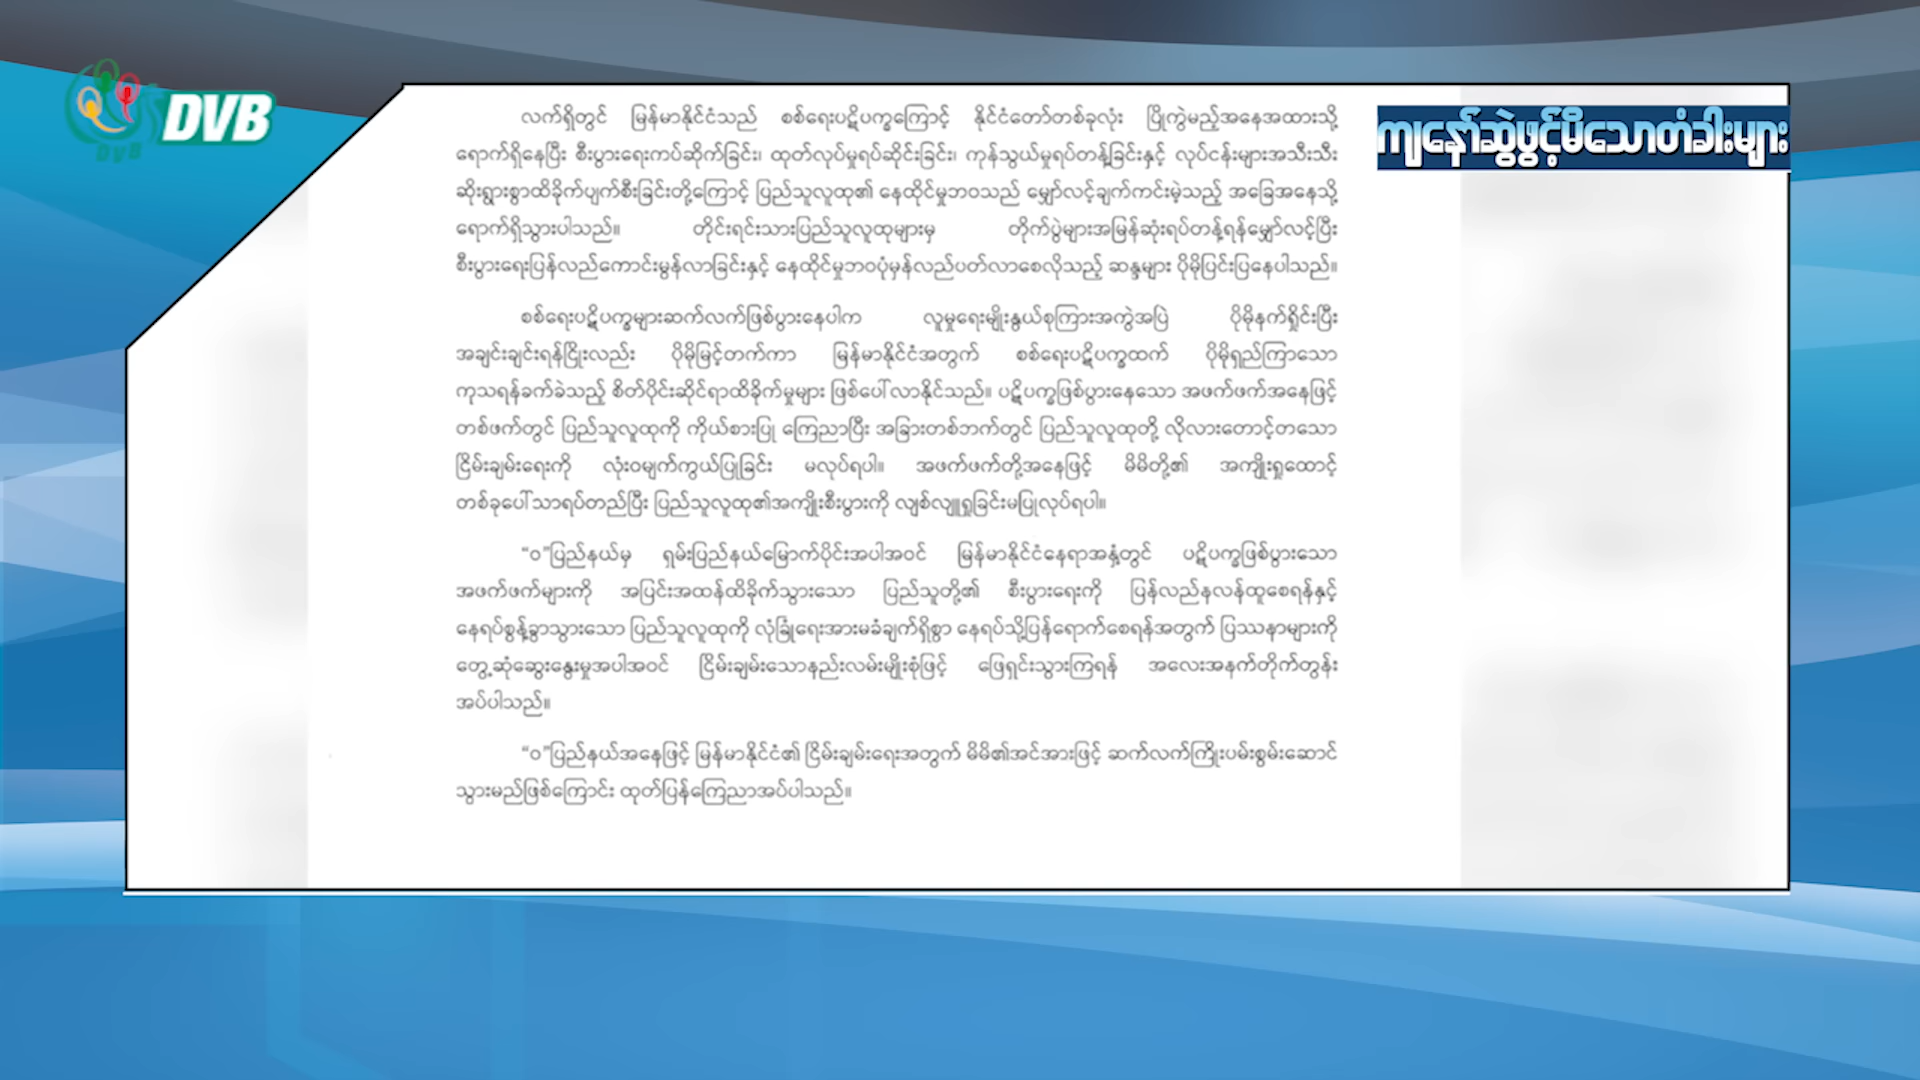 DVB
ကျနော်ဆွဲဖွင့်မိသောတံခါးများ
လက်ရှိတွင် မြန်မာနိုင်ငံသည် စစ်ရေးပဋိပက္ခကြောင့် နိုင်ငံတော်တစ်ခုလုံး ပြိုကွဲမည့်အနေအထားသို့
ရောက်ရှိနေပြီး စီးပွားရေးကပ်ဆိုက်ခြင်း၊ ထုတ်လုပ်မှုရပ်ဆိုင်းခြင်း၊ ကုန်သွယ်မှုရပ်တန့်ခြင်းနှင့် လုပ်ငန်းများအသီးသီး
ဆိုးရွားစွာထိခိုက်ပျက်စီးခြင်းတို့ကြောင့် ပြည်သူလူထု၏ နေထိုင်မှုဘဝသည် မျှော်လင့်ချက်ကင်းမဲ့သည့် အခြေအနေသို့
ရောက်ရှိသွားပါသည်။ တိုင်းရင်းသားပြည်သူလူထုများမှ တိုက်ပွဲများအမြန်ဆုံးရပ်တန့်ရန်မျှော်လင့်ပြီး
စီးပွားရေးပြန်လည်ကောင်းမွန်လာခြင်းနှင့် နေထိုင်မှုဘဝပုံမှန်လည်ပတ်လာစေလိုသည့် ဆန္ဒများ ပိုမိုပြင်းပြနေပါသည်။
စစ်ရေးပဋိပက္ခများဆက်လက်ဖြစ်ပွားနေပါက လူမှုရေးမျိုးနွယ်စုကြားအကွဲအပြဲ ပိုမိုနက်ရှိုင်းပြီး
အချင်းချင်းရန်ငြိုးလည်း ပိုမိုမြင့်တက်ကာ မြန်မာနိုင်ငံအတွက် စစ်ရေးပဋိပက္ခထက် ပိုမိုရှည်ကြာသော
ကုသရန်ခက်ခဲသည့် စိတ်ပိုင်းဆိုင်ရာထိခိုက်မှုများ ဖြစ်ပေါ်လာနိုင်သည်။ ပဋိပက္ခဖြစ်ပွားနေသော အဖက်ဖက်အနေဖြင့်
တစ်ဖက်တွင် ပြည်သူလူထုကို ကိုယ်စားပြု ကြေညာပြီး အခြားတစ်ဘက်တွင် ပြည်သူလူထုတို့ လိုလားတောင့်တသော
ငြိမ်းချမ်းရေးကို လုံးဝမျက်ကွယ်ပြုခြင်း မလုပ်ရပါ။ အဖက်ဖက်တို့အနေဖြင့် မိမိတို့၏ အကျိုးရှုထောင့်
တစ်ခုပေါ်သာရပ်တည်ပြီး ပြည်သူလူထု၏အကျိုးစီးပွားကို လျစ်လျူရှုခြင်းမပြုလုပ်ရပါ။
“ဝ”ပြည်နယ်မှ ရှမ်းပြည်နယ်မြောက်ပိုင်းအပါအဝင် မြန်မာနိုင်ငံနေရာအနှံ့တွင် ပဋိပက္ခဖြစ်ပွားသော
အဖက်ဖက်များကို အပြင်းအထန်ထိခိုက်သွားသော ပြည်သူတို့၏ စီးပွားရေးကို ပြန်လည်နလန်ထူစေရန်နှင့်
နေရပ်စွန့်ခွာသွားသော ပြည်သူလူထုကို လုံခြုံရေးအားမခံချက်ရှိစွာ နေရပ်သို့ပြန်ရောက်စေရန်အတွက် ပြဿနာများကို
တွေ့ဆုံဆွေးနွေးမှုအပါအဝင် ငြိမ်းချမ်းသောနည်းလမ်းမျိုးစုံဖြင့် ဖြေရှင်းသွားကြရန် အလေးအနက်တိုက်တွန်း
အပ်ပါသည်။
“ဝ”ပြည်နယ်အနေဖြင့် မြန်မာနိုင်ငံ၏ ငြိမ်းချမ်းရေးအတွက် မိမိ၏အင်အားဖြင့် ဆက်လက်ကြိုးပမ်းစွမ်းဆောင်
သွားမည်ဖြစ်ကြောင်း ထုတ်ပြန်ကြေညာအပ်ပါသည်။